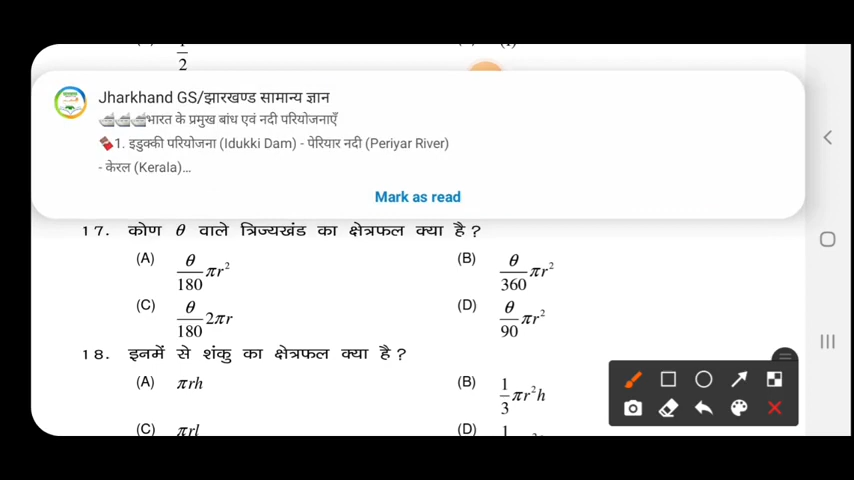 2
Jharkhand GS/झारखण्ड सामान्य ज्ञान
भारत के प्रमुख बांध एवं नदी परियोजनाएँ
1. इडुक्की परियोजना (Idukki Dam) - पेरियार नदी (Periyar River)
- केरल (Kerala)...
Mark as read
17. कोण θ वाले त्रिज्यखंड का क्षेत्रफल क्या है ?
(A) θ/180 πr² (B) θ/360 πr²
(C) θ/180 2πr (D) θ/90 πr²
18. इनमें से शंकु का क्षेत्रफल क्या है ?
(A) πrh (B) 1/3 πr²h
(C) πrl (D) 1